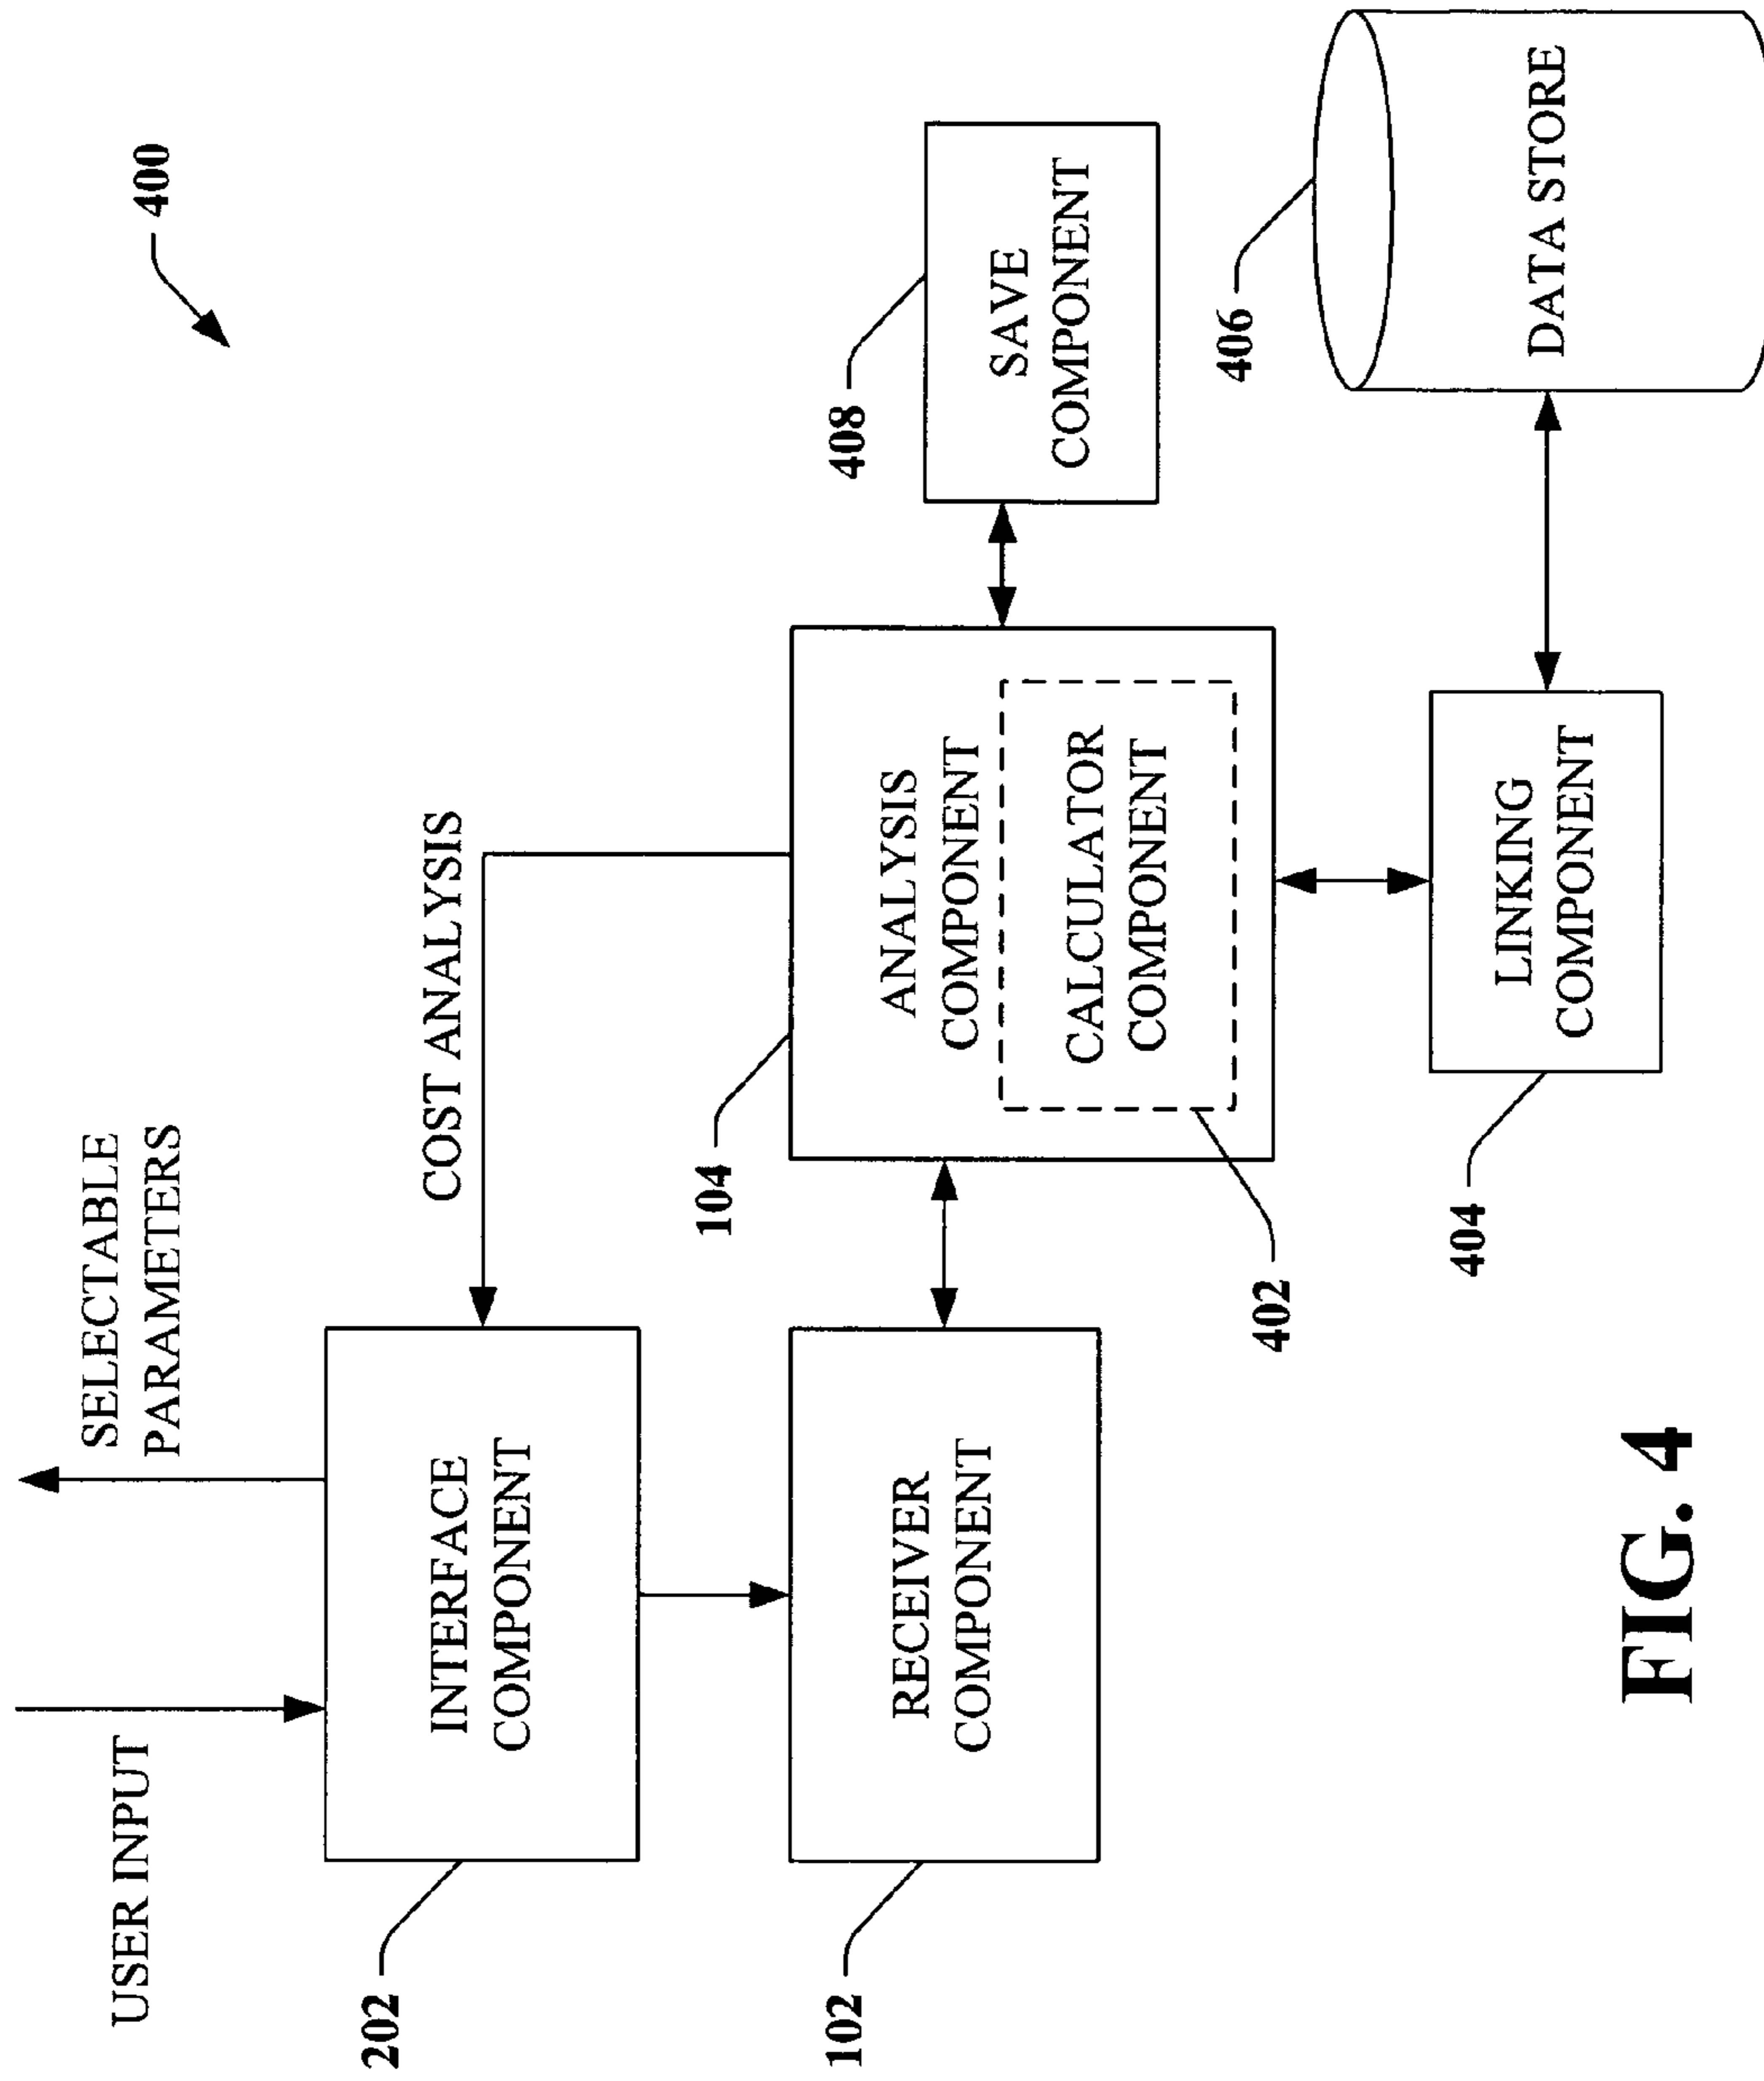 400
USER INPUT
SELECTABLE
PARAMETERS
202
INTERFACE
COMPONENT
COST ANALYSIS
102
RECEIVER
COMPONENT
104
ANALYSIS
COMPONENT
CALCULATOR
COMPONENT
402
408
SAVE
COMPONENT
404
LINKING
COMPONENT
406
DATA STORE
FIG. 4